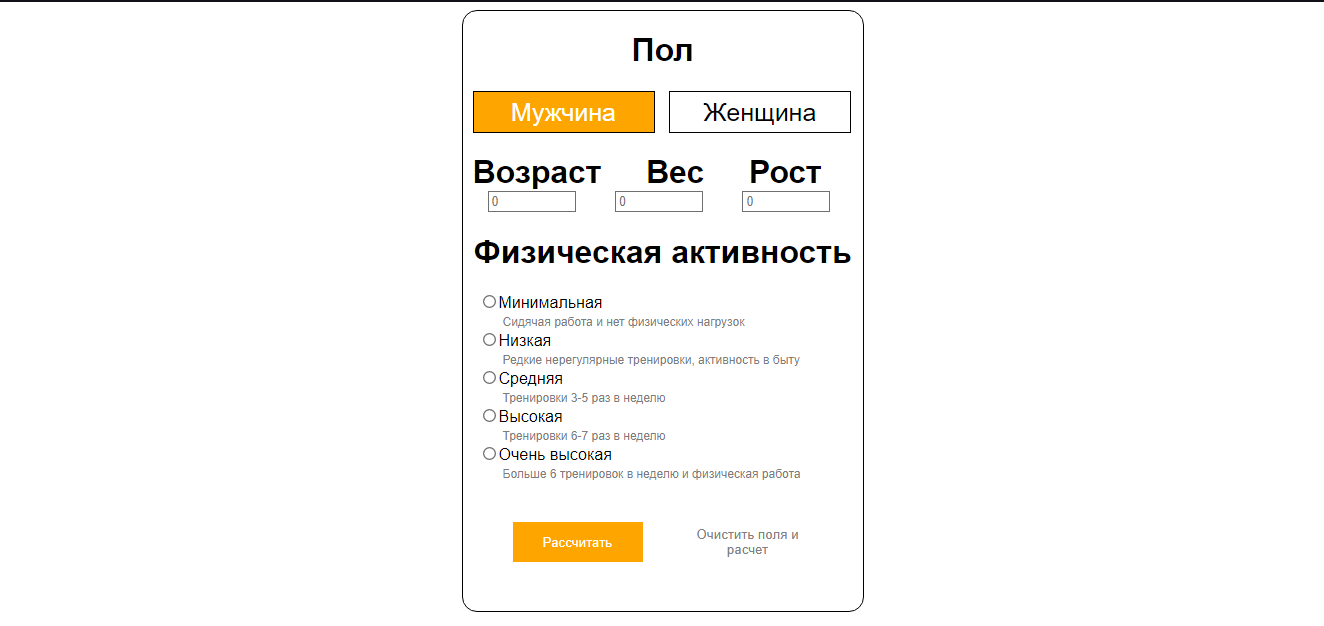 Пол
Мужчина Женщина
Возраст Вес Рост
0 0 0
Физическая активность
Минимальная
Сидячая работа и нет физических нагрузок
Низкая
Редкие нерегулярные тренировки, активность в быту
Средняя
Тренировки 3-5 раз в неделю
Высокая
Тренировки 6-7 раз в неделю
Очень высокая
Больше 6 тренировок в неделю и физическая работа
Рассчитать
Очистить поля и
расчет